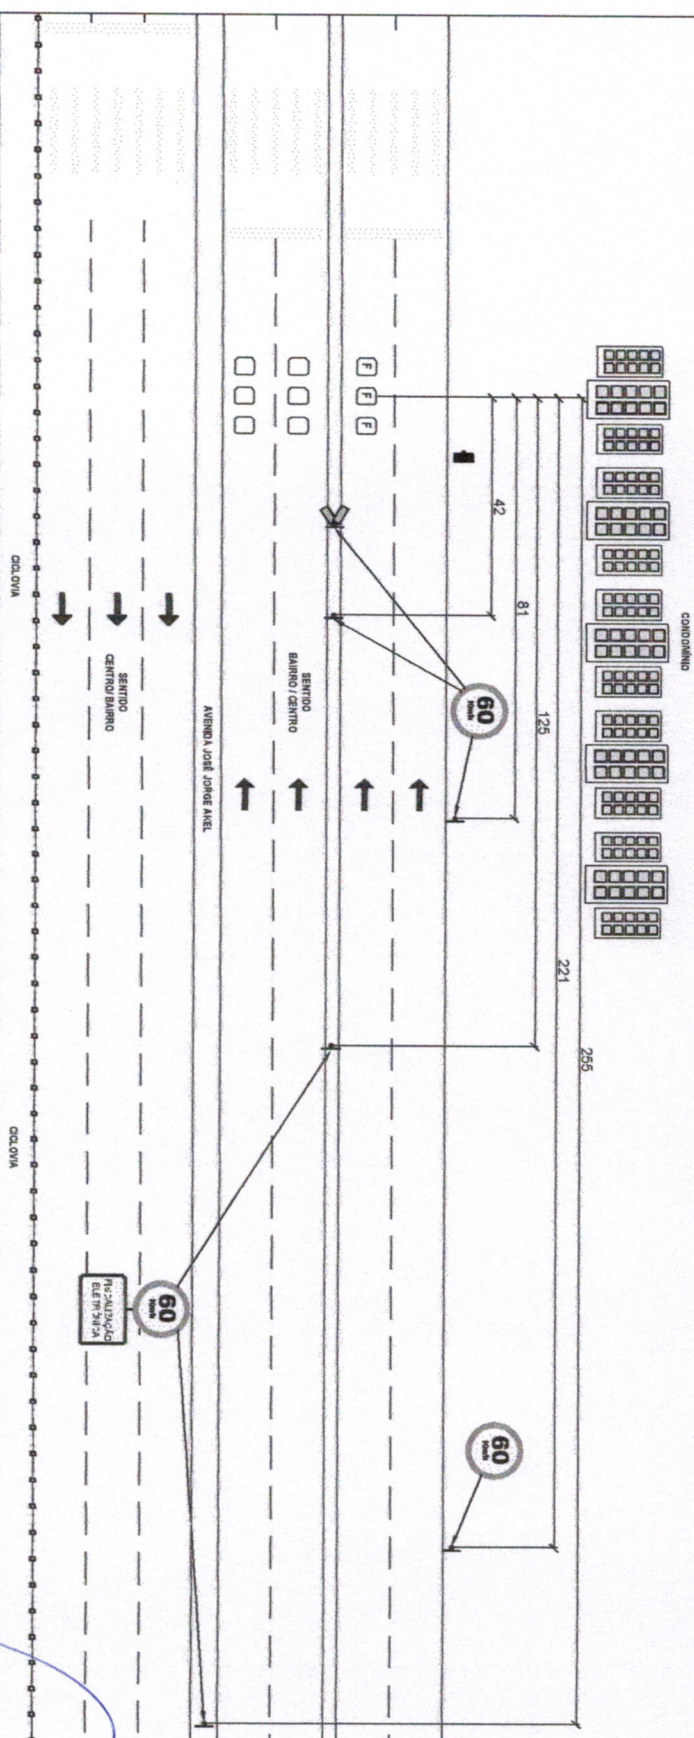 CONDOMÍNIO
F
F
F
42
81
125
221
255
60
Km/h
SENTIDO
BAIRRO / CENTRO
AVENIDA JOSÉ JORGE AKEL
SENTIDO
CENTRO/ BAIRRO
CICLOVIA
CICLOVIA
60
Km/h
60
Km/h
FISCALIZAÇÃO
ELETRÔNICA